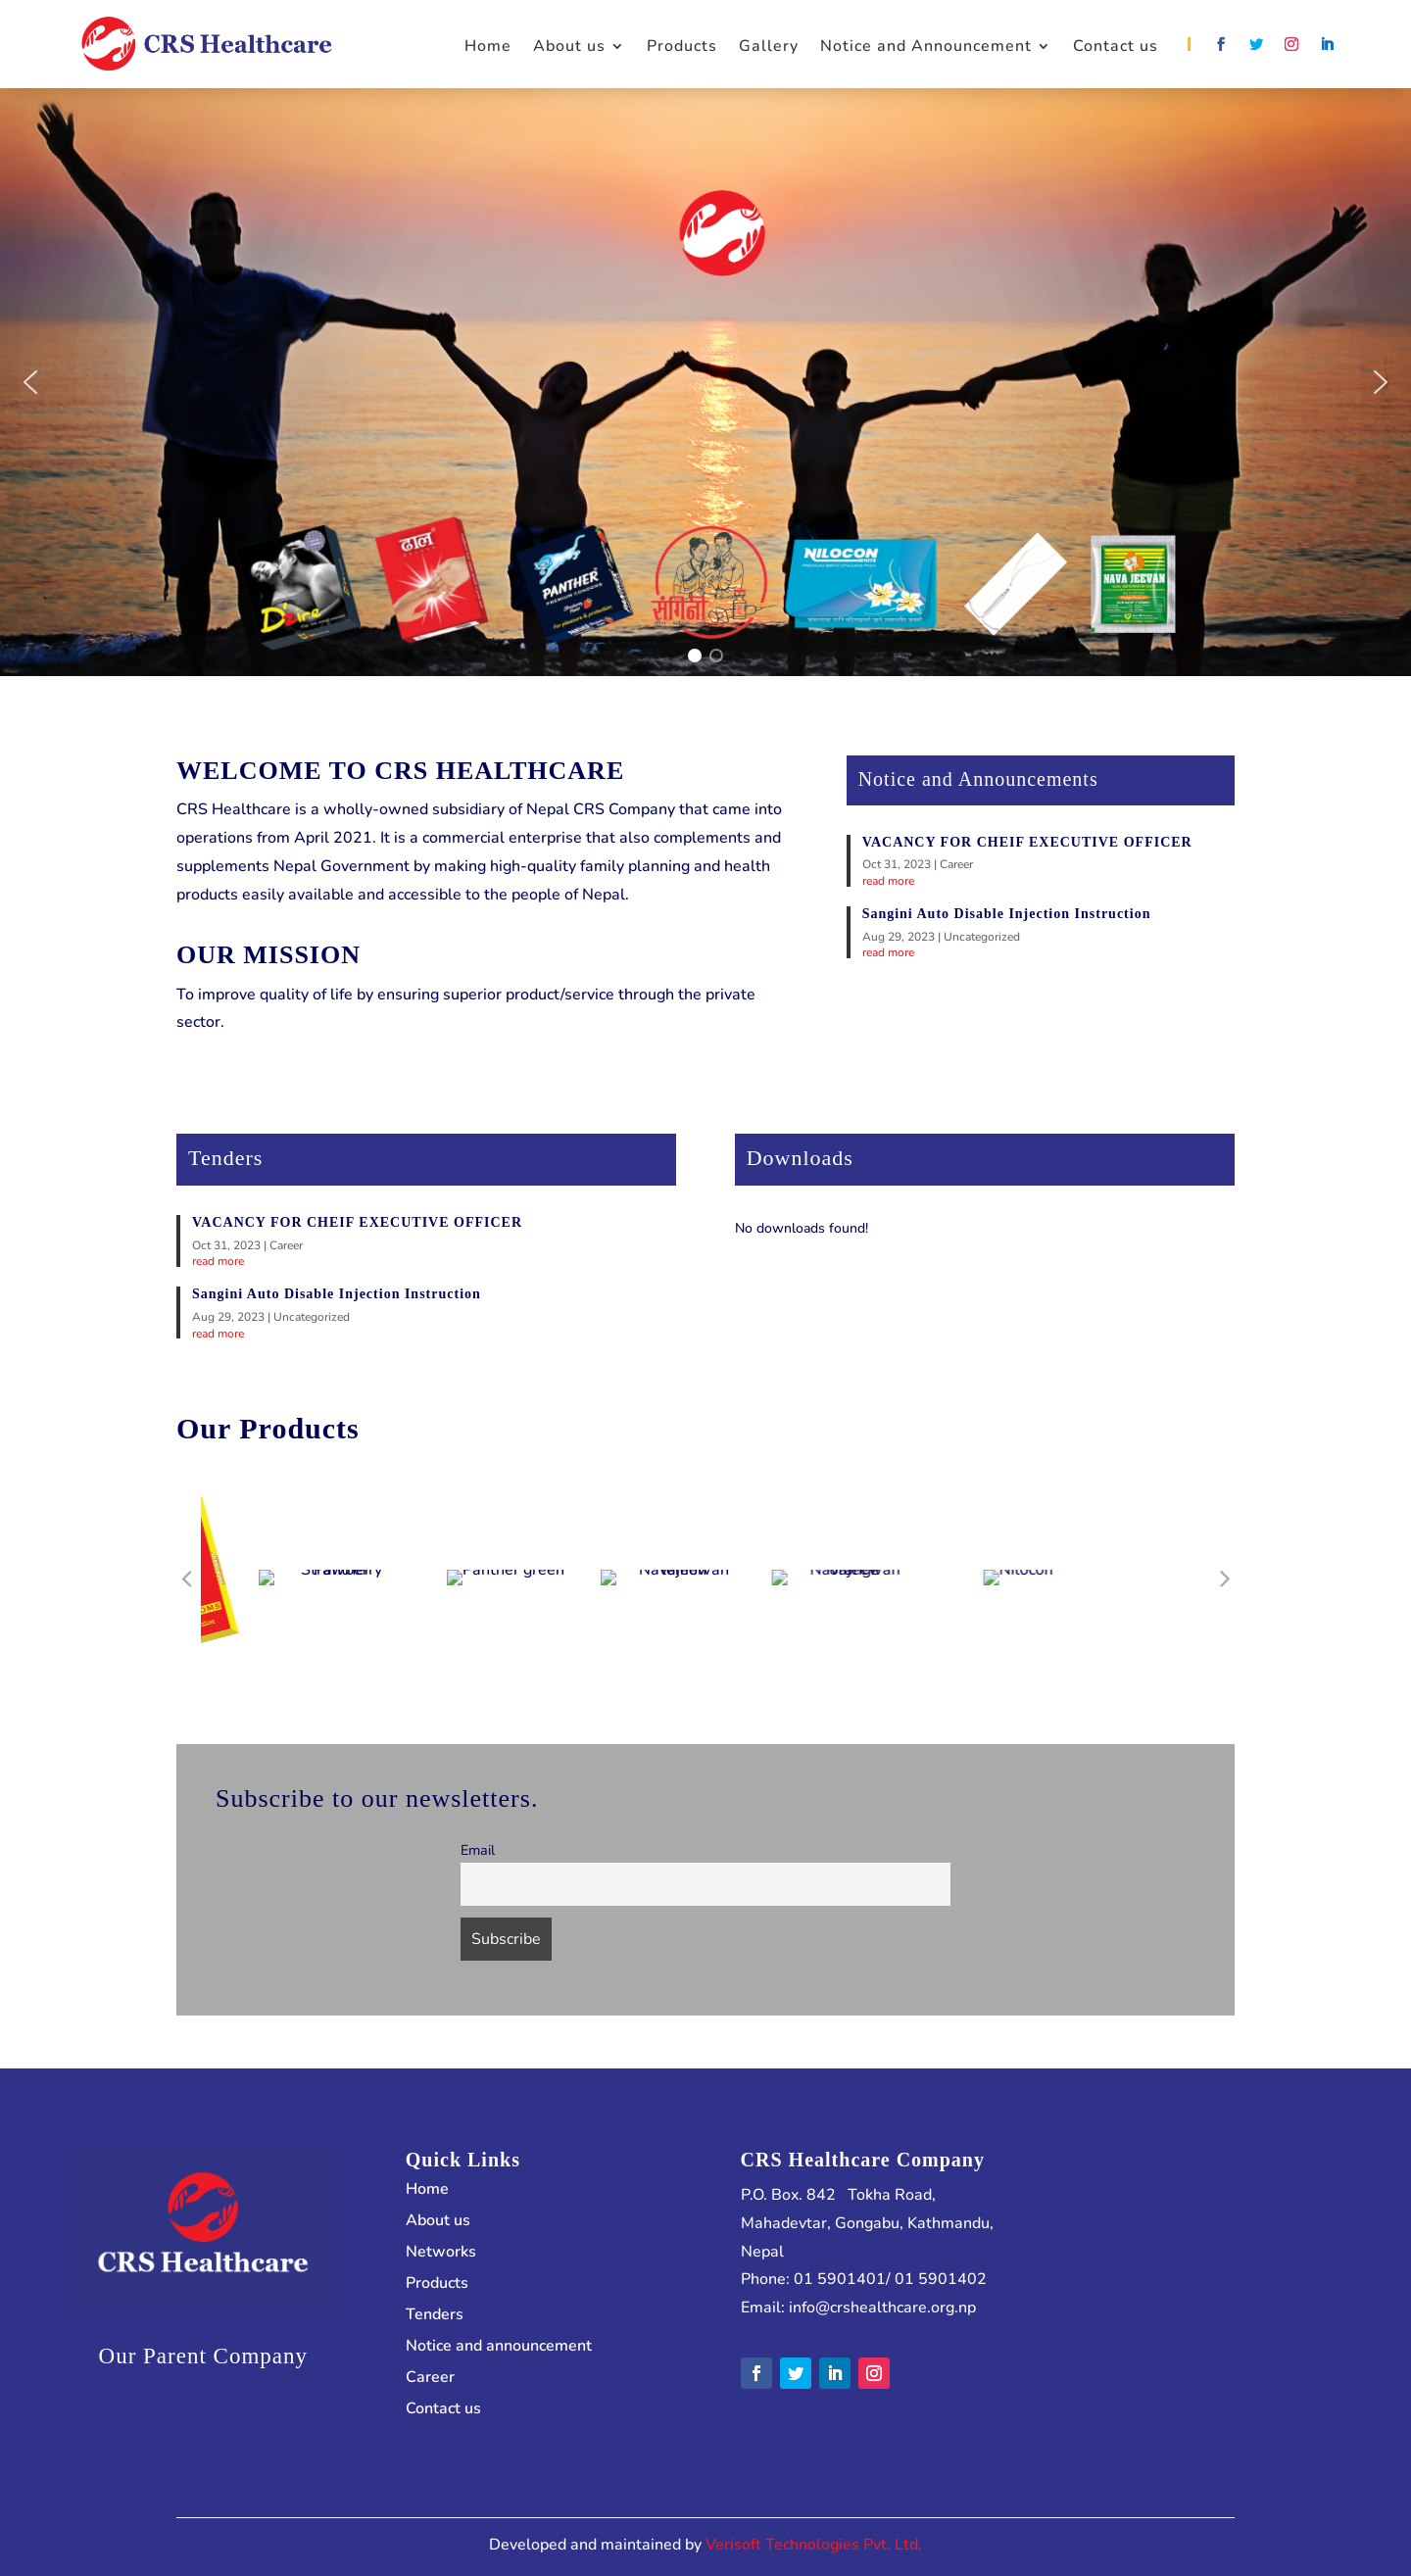 CRS Healthcare
Home
About us
Products
Gallery
Notice and Announcement
Contact us
D'zire
ढाल
PANTHER
PREMIUM CONDOMS
संगिनी
NILOCON
NAVA JEEVAN
WELCOME TO CRS HEALTHCARE
CRS Healthcare is a wholly-owned subsidiary of Nepal CRS Company that came into
operations from April 2021. It is a commercial enterprise that also complements and
supplements Nepal Government by making high-quality family planning and health
products easily available and accessible to the people of Nepal.
OUR MISSION
To improve quality of life by ensuring superior product/service through the private
sector.
Notice and Announcements
VACANCY FOR CHEIF EXECUTIVE OFFICER
Oct 31, 2023 | Career
read more
Sangini Auto Disable Injection Instruction
Aug 29, 2023 | Uncategorized
read more
Tenders
VACANCY FOR CHEIF EXECUTIVE OFFICER
Oct 31, 2023 | Career
read more
Sangini Auto Disable Injection Instruction
Aug 29, 2023 | Uncategorized
read more
Downloads
No downloads found!
Our Products
Strawberry
Panther green
Nilocon
Subscribe to our newsletters.
Email
Subscribe
CRS Healthcare
Our Parent Company
Quick Links
Home
About us
Networks
Products
Tenders
Notice and announcement
Career
Contact us
CRS Healthcare Company
P.O. Box. 842 Tokha Road,
Mahadevtar, Gongabu, Kathmandu,
Nepal
Phone: 01 5901401/ 01 5901402
Email: info@crshealthcare.org.np
Developed and maintained by Verisoft Technologies Pvt. Ltd.